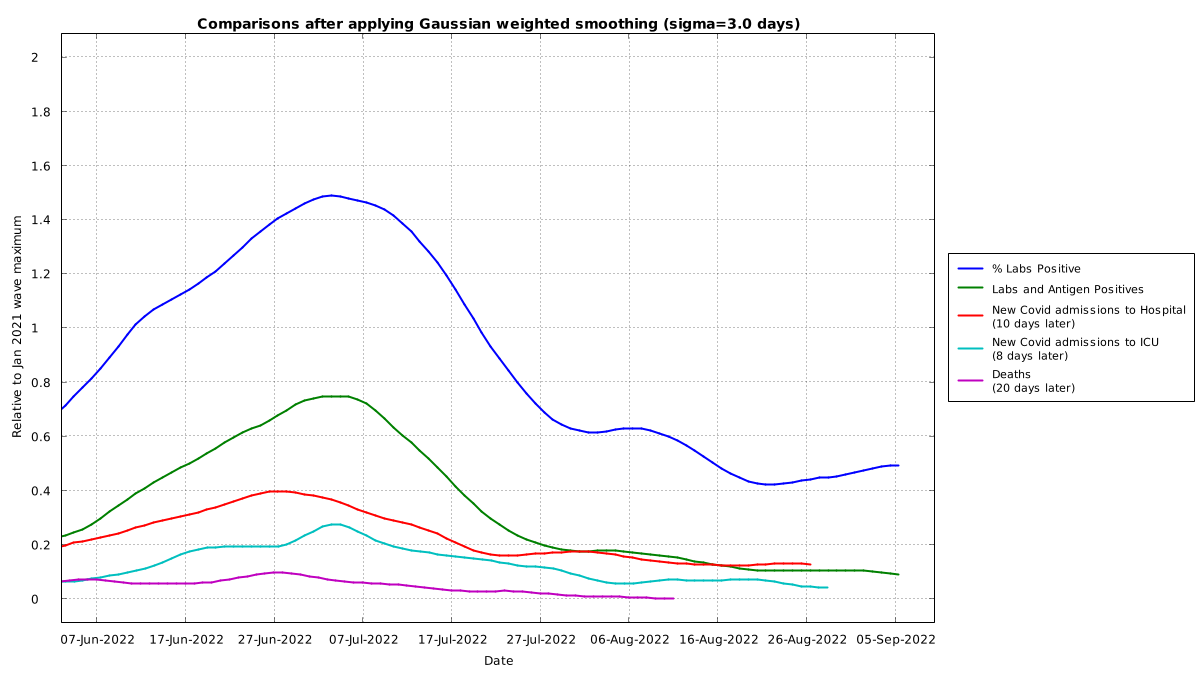 Comparisons after applying Gaussian weighted smoothing (sigma=3.0 days)
Relative to Jan 2021 wave maximum
2
1.8
1.6
1.4
1.2
1
0.8
0.6
0.4
0.2
0
07-Jun-2022 17-Jun-2022 27-Jun-2022 07-Jul-2022 17-Jul-2022 27-Jul-2022 06-Aug-2022 16-Aug-2022 26-Aug-2022 05-Sep-2022
Date
% Labs Positive
Labs and Antigen Positives
New Covid admissions to Hospital
(10 days later)
New Covid admissions to ICU
(8 days later)
Deaths
(20 days later)